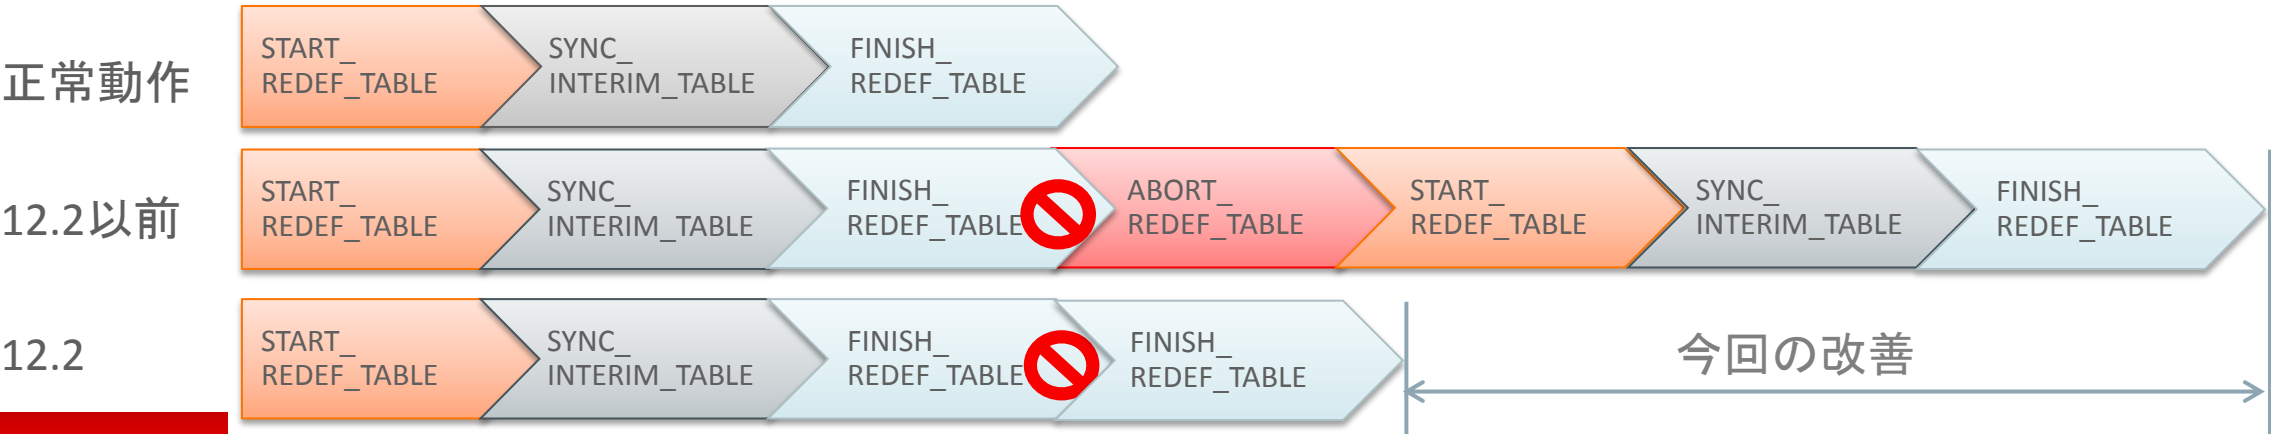 正常動作
START_
REDEF_TABLE
SYNC_
INTERIM_TABLE
FINISH_
REDEF_TABLE
12.2以前
START_
REDEF_TABLE
SYNC_
INTERIM_TABLE
FINISH_
REDEF_TABLE
ABORT_
REDEF_TABLE
START_
REDEF_TABLE
SYNC_
INTERIM_TABLE
FINISH_
REDEF_TABLE
12.2
START_
REDEF_TABLE
SYNC_
INTERIM_TABLE
FINISH_
REDEF_TABLE
FINISH_
REDEF_TABLE
今回の改善